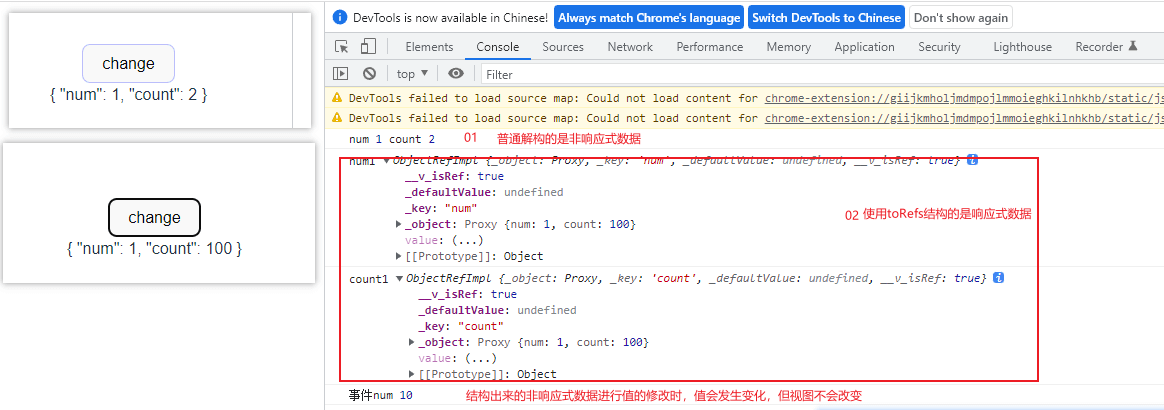 change
{ "num": 1, "count": 2 }
change
{ "num": 1, "count": 100 }
DevTools is now available in Chinese! Always match Chrome's language Switch DevTools to Chinese Don't show again
Elements Console Sources Network Performance Memory Application Security Lighthouse Recorder
top ▼ Filter
DevTools failed to load source map: Could not load content for chrome-extension://giijkmholjmdmpojlmmoieghkilnhkhb/static/js
DevTools failed to load source map: Could not load content for chrome-extension://giijkmholjmdmpojlmmoieghkilnhkhb/static/js
num 1 count 2 01 普通解构的是非响应式数据
num1 ▼ObjectRefImpl {_object: Proxy, _key: 'num', _defaultValue: undefined, __v_isRef: true}
__v_isRef: true
_defaultValue: undefined
_key: "num"
02 使用toRefs结构的是响应式数据
▶_object: Proxy {num: 1, count: 100}
value: (...)
▶[[Prototype]]: Object
count1 ▼ObjectRefImpl {_object: Proxy, _key: 'count', _defaultValue: undefined, __v_isRef: true}
__v_isRef: true
_defaultValue: undefined
_key: "count"
▶_object: Proxy {num: 1, count: 100}
value: (...)
▶[[Prototype]]: Object
事件num 10 结构出来的非响应式数据进行值的修改时，值会发生变化，但视图不会改变